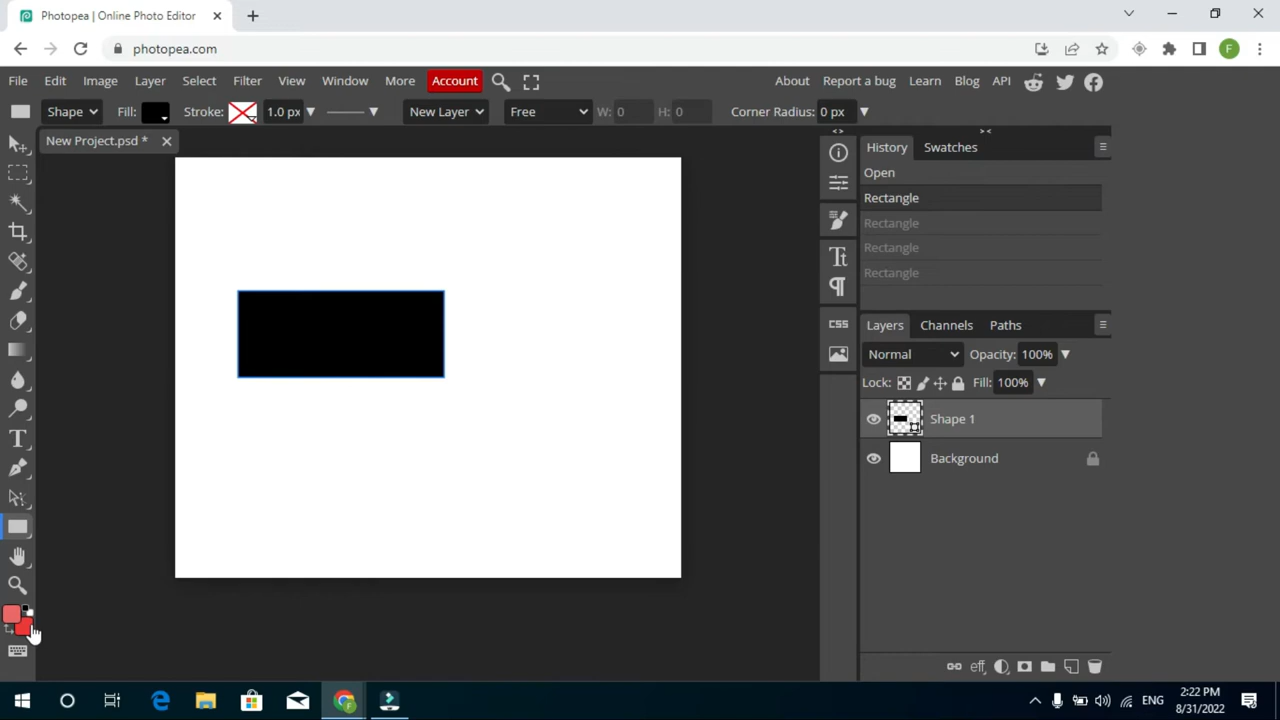 Photopea | Online Photo Editor
photopea.com
F
File Edit Image Layer Select Filter View Window More Account About Report a bug Learn Blog API
Shape Fill: Stroke: 1.0 px New Layer Free W: 0 H: 0 Corner Radius: 0 px
New Project.psd *
History Swatches
Open
Rectangle
Rectangle
Rectangle
Rectangle
CSS
Layers Channels Paths
Normal Opacity: 100%
Lock: Fill: 100%
Shape 1
Background
eff
ENG
2:22 PM
8/31/2022